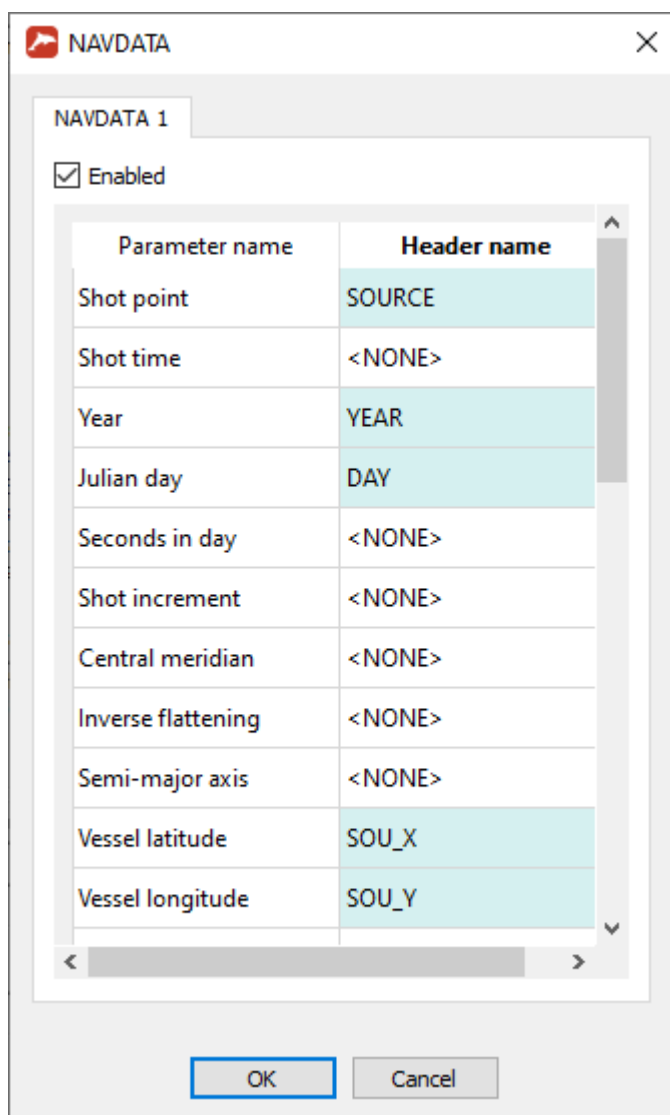 NAVDATA
NAVDATA 1
Enabled
Parameter name Header name
Shot point SOURCE
Shot time <NONE>
Year YEAR
Julian day DAY
Seconds in day <NONE>
Shot increment <NONE>
Central meridian <NONE>
Inverse flattening <NONE>
Semi-major axis <NONE>
Vessel latitude SOU_X
Vessel longitude SOU_Y
OK Cancel